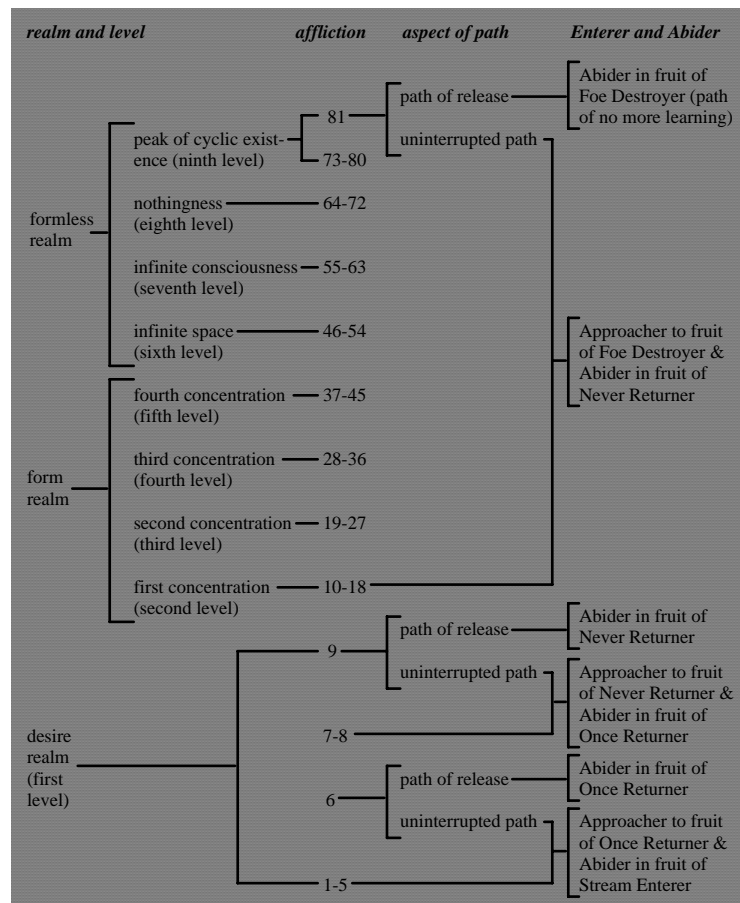 realm and level affliction aspect of path Enterer and Abider
Abider in fruit of
path of release Foe Destroyer (path
81 of no more learning)
peak of cyclic exist- uninterrupted path
ence (ninth level) 73-80
nothingness 64-72
(eighth level)
formless
realm
infinite consciousness 55-63
(seventh level)
infinite space 46-54
(sixth level)
Approacher to fruit
of Foe Destroyer &
Abider in fruit of
Never Returner
fourth concentration 37-45
(fifth level)
third concentration 28-36
(fourth level)
form
realm
second concentration 19-27
(third level)
first concentration 10-18
(second level)
Abider in fruit of
path of release Never Returner
9
uninterrupted path
Approacher to fruit
of Never Returner &
Abider in fruit of
Once Returner
7-8
desire
realm
(first
level)
Abider in fruit of
path of release Once Returner
6
uninterrupted path
Approacher to fruit
of Once Returner &
Abider in fruit of
Stream Enterer
1-5